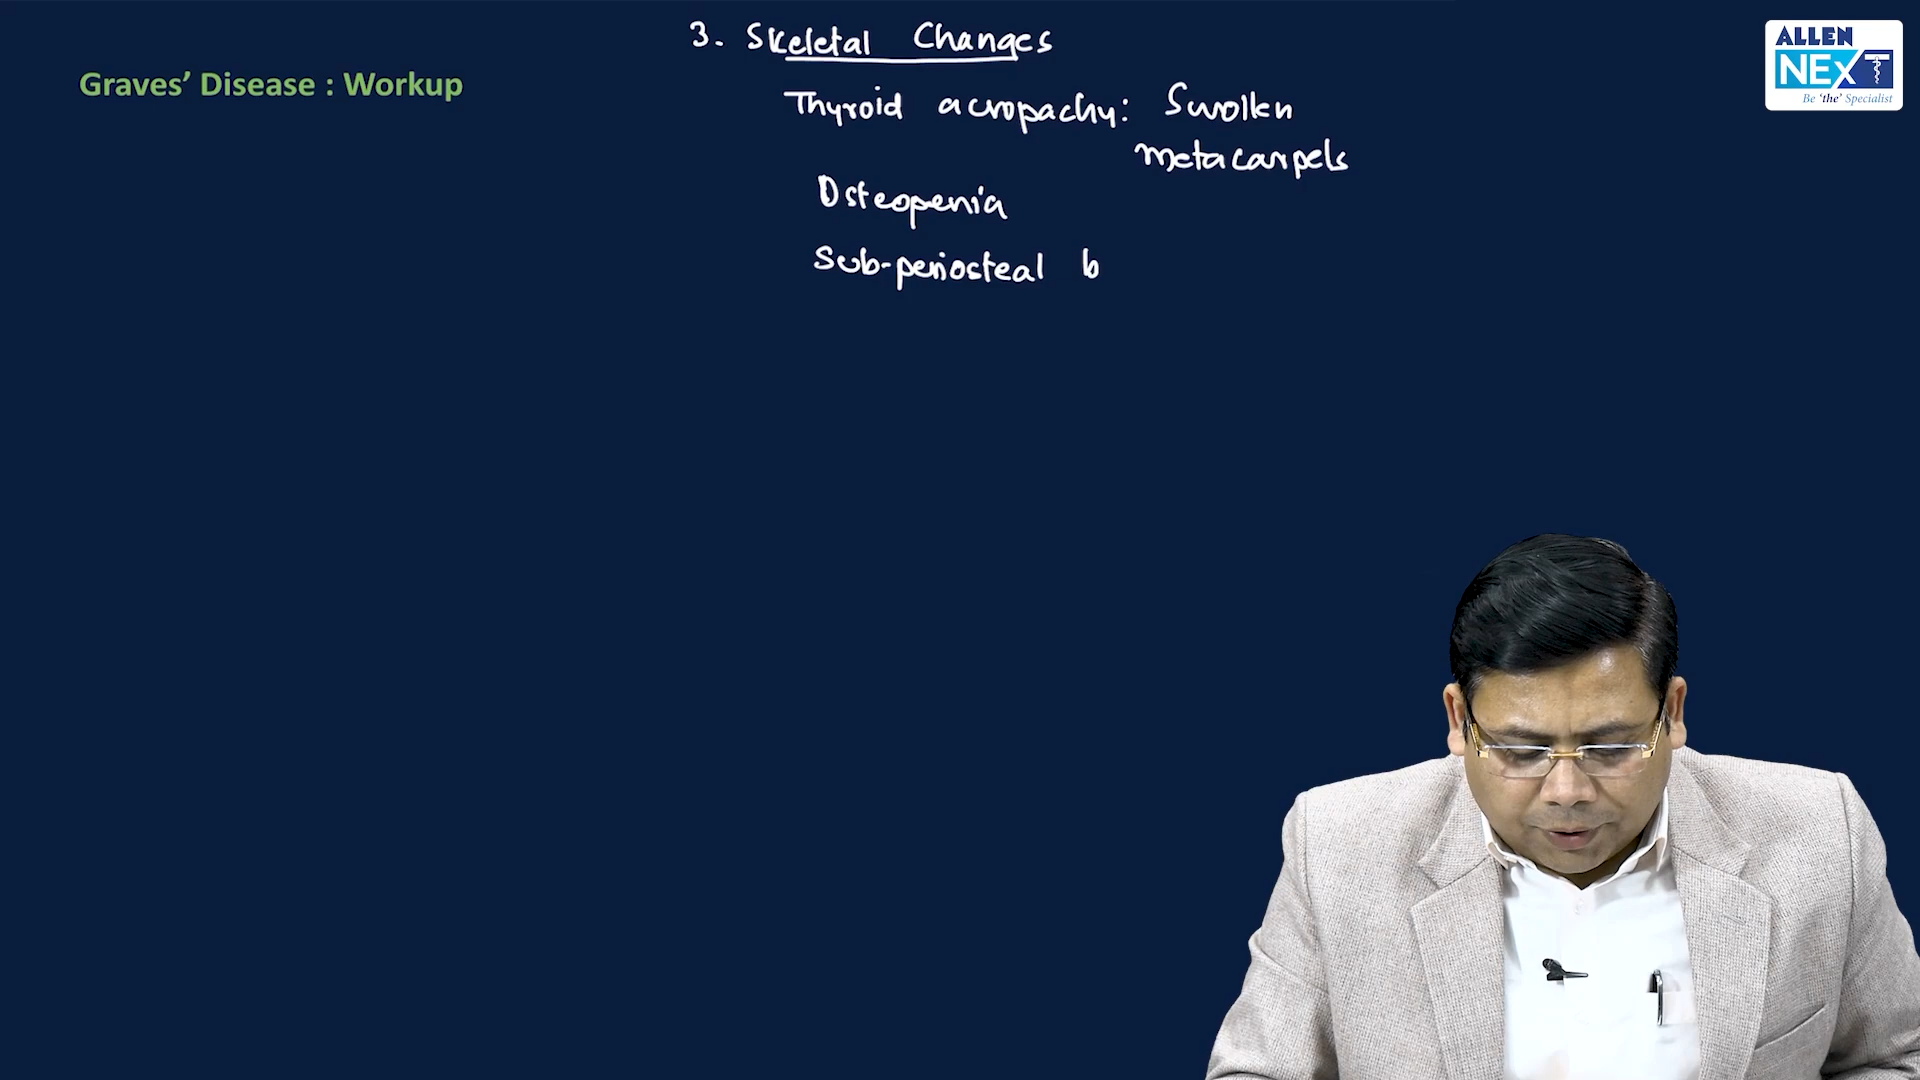 3. Skeletal Changes
Graves’ Disease : Workup
Thyroid acropachy: Swollen
metacarpels
Osteopenia
Sub-periosteal b
ALLEN
NExT
Be 'the' Specialist